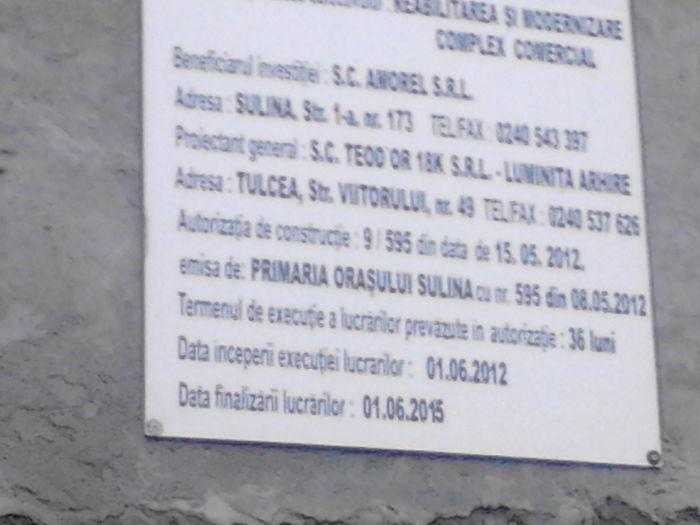 REABILITAREA ȘI MODERNIZARE
COMPLEX COMERCIAL
Beneficiarul investiției : S.C. AMOREL S.R.L.
Adresa : SULINA, Str. 1-a, nr. 173 TEL/FAX : 0240 543 397
Proiectant general : S.C. TEOD'OR 18K S.R.L. - LUMINITA ARHIRE
Adresa : TULCEA, Str. VIITORULUI, nr. 49 TEL/FAX : 0240 537 626
Autorizația de construcție : 9 / 595 din data de 15. 05. 2012.
emisa de: PRIMARIA ORAȘULUI SULINA cu nr. 595 din 08.05.2012
Termenul de execuție a lucrărilor prevăzute in autorizație : 36 luni
Data inceperii execuției lucrarilor : 01.06.2012
Data finalizării lucrărilor : 01.06.2015